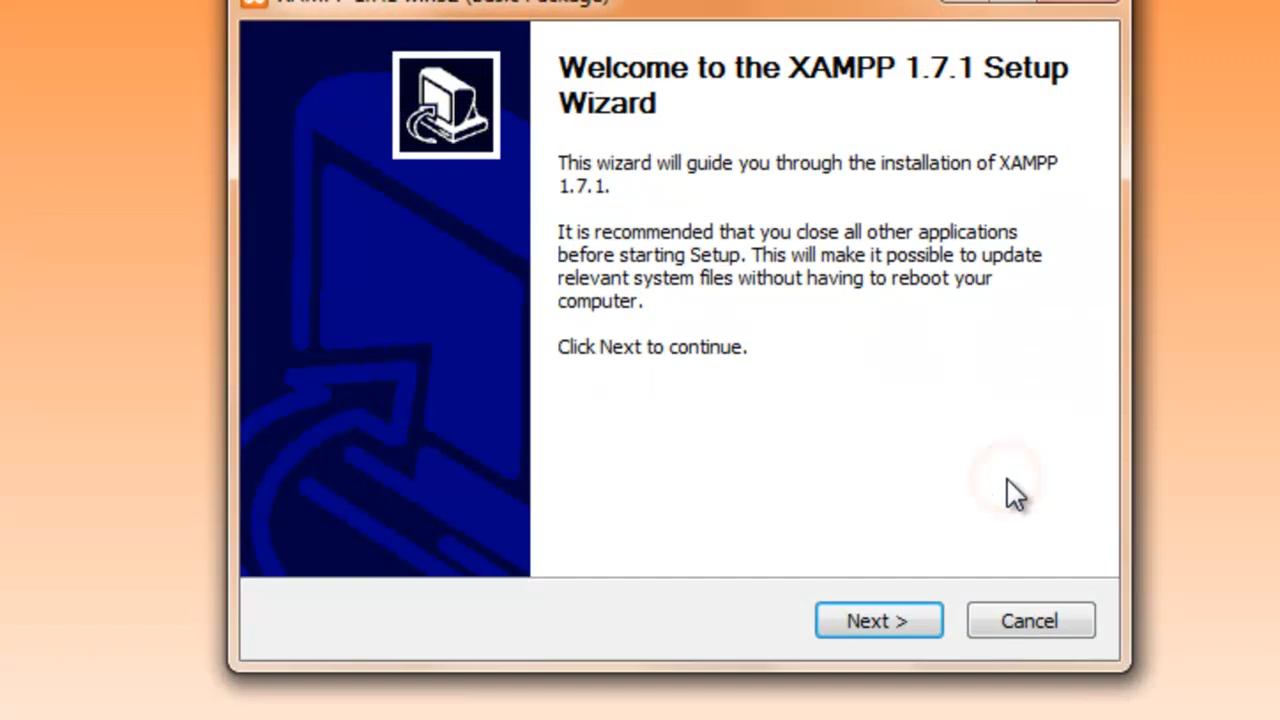 Welcome to the XAMPP 1.7.1 Setup
Wizard
This wizard will guide you through the installation of XAMPP
1.7.1.
It is recommended that you close all other applications
before starting Setup. This will make it possible to update
relevant system files without having to reboot your
computer.
Click Next to continue.
Next >
Cancel